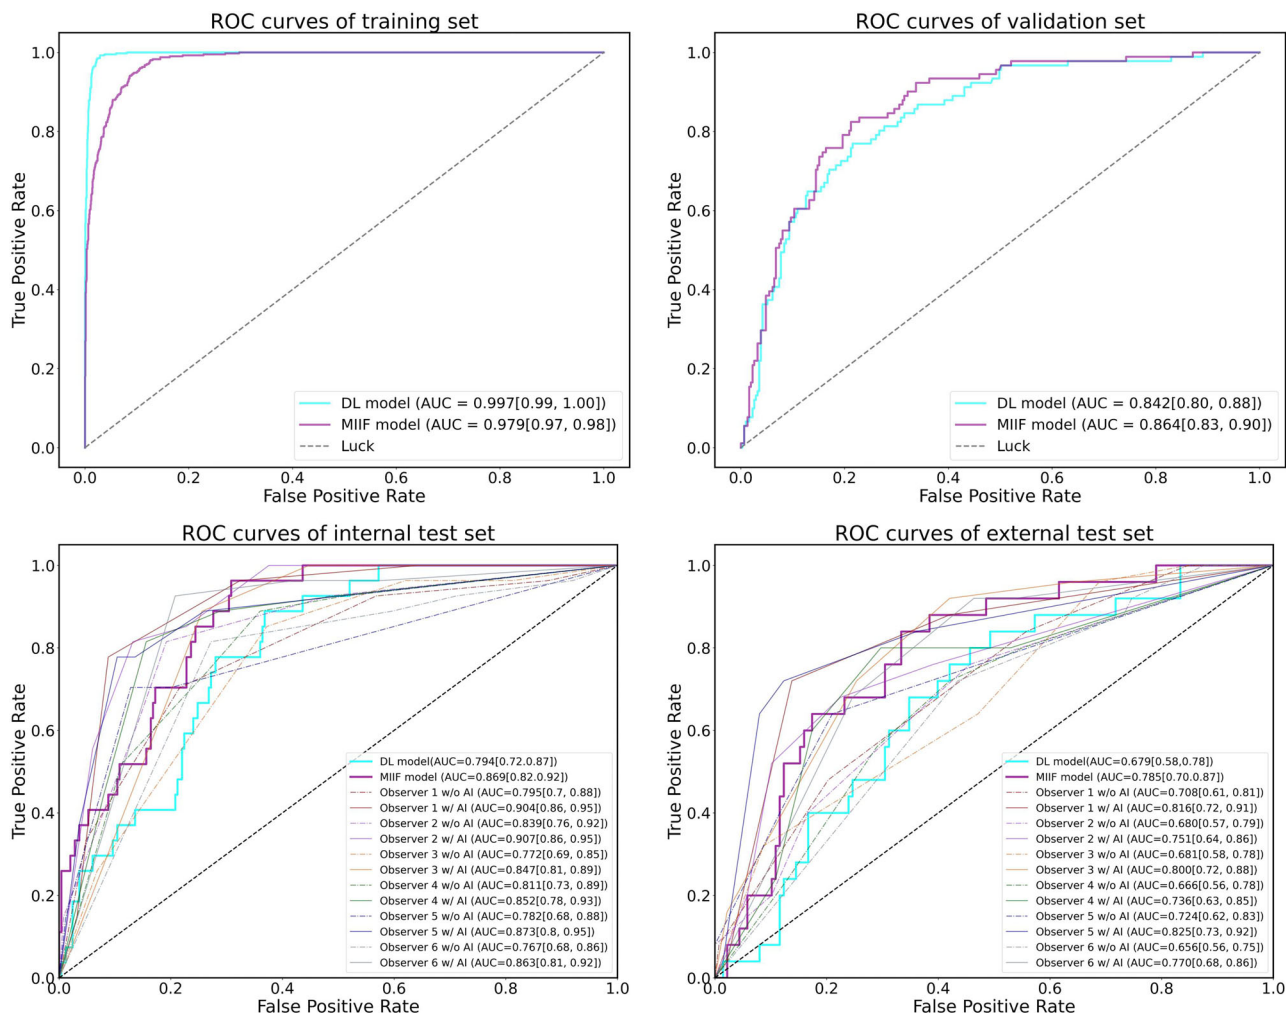 ROC curves of training set
True Positive Rate
1.0
0.8
0.6
0.4
0.2
0.0
DL model (AUC = 0.997[0.99, 1.00])
MIIF model (AUC = 0.979[0.97, 0.98])
Luck
0.0 0.2 0.4 0.6 0.8 1.0
False Positive Rate
ROC curves of validation set
True Positive Rate
1.0
0.8
0.6
0.4
0.2
0.0
DL model (AUC = 0.842[0.80, 0.88])
MIIF model (AUC = 0.864[0.83, 0.90])
Luck
0.0 0.2 0.4 0.6 0.8 1.0
False Positive Rate
ROC curves of internal test set
True Positive Rate
1.0
0.8
0.6
0.4
0.2
0.0
DL model(AUC=0.794[0.72.0.87])
MIIF model (AUC=0.869[0.82.0.92])
Observer 1 w/o AI (AUC=0.795[0.7, 0.88])
Observer 1 w/ AI (AUC=0.904[0.86, 0.95])
Observer 2 w/o AI (AUC=0.839[0.76, 0.92])
Observer 2 w/ AI (AUC=0.907[0.86, 0.95])
Observer 3 w/o AI (AUC=0.772[0.69, 0.85])
Observer 3 w/ AI (AUC=0.847[0.81, 0.89])
Observer 4 w/o AI (AUC=0.811[0.73, 0.89])
Observer 4 w/ AI (AUC=0.852[0.78, 0.93])
Observer 5 w/o AI (AUC=0.782[0.68, 0.88])
Observer 5 w/ AI (AUC=0.873[0.8, 0.95])
Observer 6 w/o AI (AUC=0.767[0.68, 0.86])
Observer 6 w/ AI (AUC=0.863[0.81, 0.92])
0.0 0.2 0.4 0.6 0.8 1.0
False Positive Rate
ROC curves of external test set
True Positive Rate
1.0
0.8
0.6
0.4
0.2
0.0
DL model (AUC=0.679[0.58,0.78])
MIIF model (AUC=0.785[0.70.0.87])
Observer 1 w/o AI (AUC=0.708[0.61, 0.81])
Observer 1 w/ AI (AUC=0.816[0.72, 0.91])
Observer 2 w/o AI (AUC=0.680[0.57, 0.79])
Observer 2 w/ AI (AUC=0.751[0.64, 0.86])
Observer 3 w/o AI (AUC=0.681[0.58, 0.78])
Observer 3 w/ AI (AUC=0.800[0.72, 0.88])
Observer 4 w/o AI (AUC=0.666[0.56, 0.78])
Observer 4 w/ AI (AUC=0.736[0.63, 0.85])
Observer 5 w/o AI (AUC=0.724[0.62, 0.83])
Observer 5 w/ AI (AUC=0.825[0.73, 0.92])
Observer 6 w/o AI (AUC=0.656[0.56, 0.75])
Observer 6 w/ AI (AUC=0.770[0.68, 0.86])
0.0 0.2 0.4 0.6 0.8 1.0
False Positive Rate